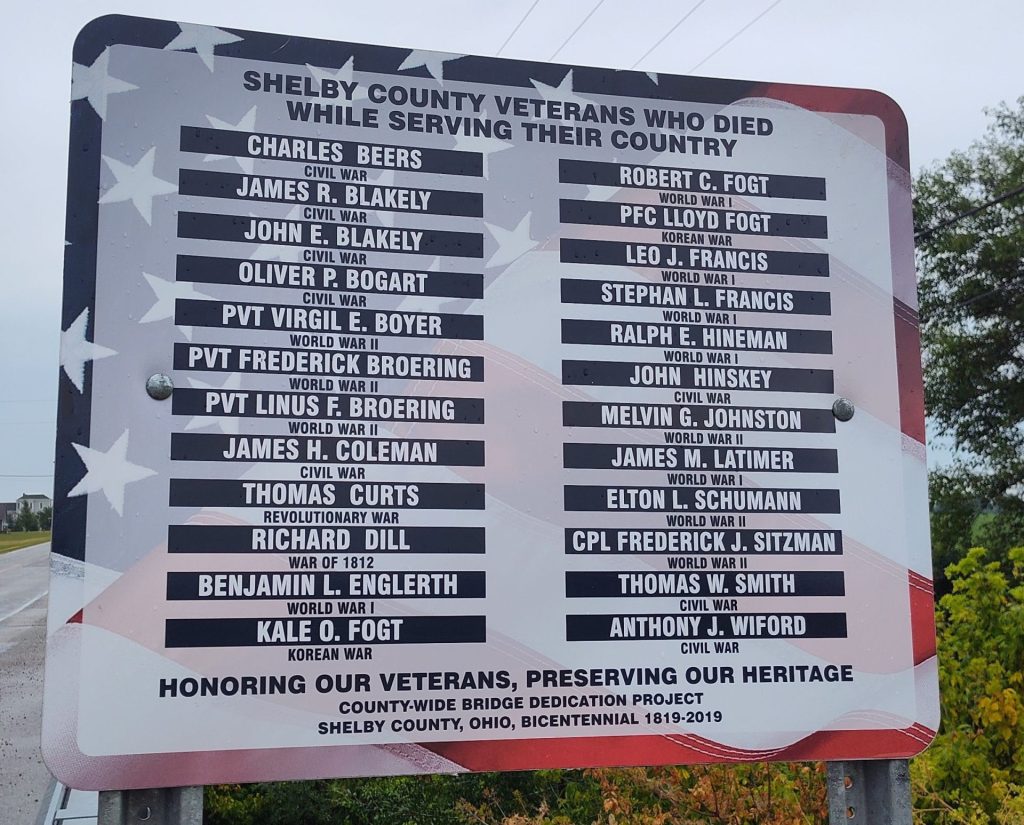 SHELBY COUNTY VETERANS WHO DIED
WHILE SERVING THEIR COUNTRY
CHARLES BEERS
CIVIL WAR
JAMES R. BLAKELY
CIVIL WAR
JOHN E. BLAKELY
CIVIL WAR
OLIVER P. BOGART
CIVIL WAR
PVT VIRGIL E. BOYER
WORLD WAR II
PVT FREDERICK BROERING
WORLD WAR II
PVT LINUS F. BROERING
WORLD WAR II
JAMES H. COLEMAN
CIVIL WAR
THOMAS CURTS
REVOLUTIONARY WAR
RICHARD DILL
WAR OF 1812
BENJAMIN L. ENGLERTH
WORLD WAR I
KALE O. FOGT
KOREAN WAR
ROBERT C. FOGT
WORLD WAR I
PFC LLOYD FOGT
KOREAN WAR
LEO J. FRANCIS
WORLD WAR I
STEPHAN L. FRANCIS
WORLD WAR I
RALPH E. HINEMAN
WORLD WAR I
JOHN HINSKEY
CIVIL WAR
MELVIN G. JOHNSTON
WORLD WAR II
JAMES M. LATIMER
WORLD WAR I
ELTON L. SCHUMANN
WORLD WAR II
CPL FREDERICK J. SITZMAN
WORLD WAR II
THOMAS W. SMITH
CIVIL WAR
ANTHONY J. WIFORD
CIVIL WAR
HONORING OUR VETERANS, PRESERVING OUR HERITAGE
COUNTY-WIDE BRIDGE DEDICATION PROJECT
SHELBY COUNTY, OHIO, BICENTENNIAL 1819-2019